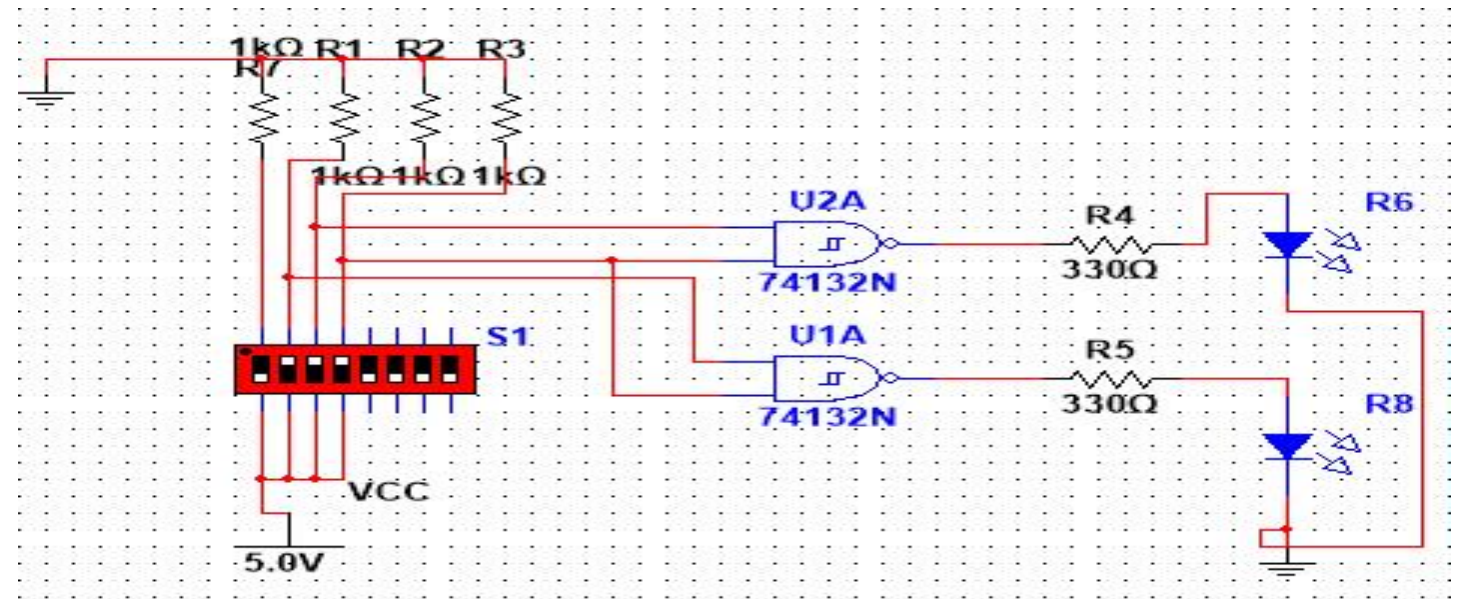 1kΩ R1 R2 R3
R7
1kΩ 1kΩ 1kΩ
U2A
74132N
R4
330Ω
R6
S1
U1A
74132N
R5
330Ω
R8
VCC
5.0V